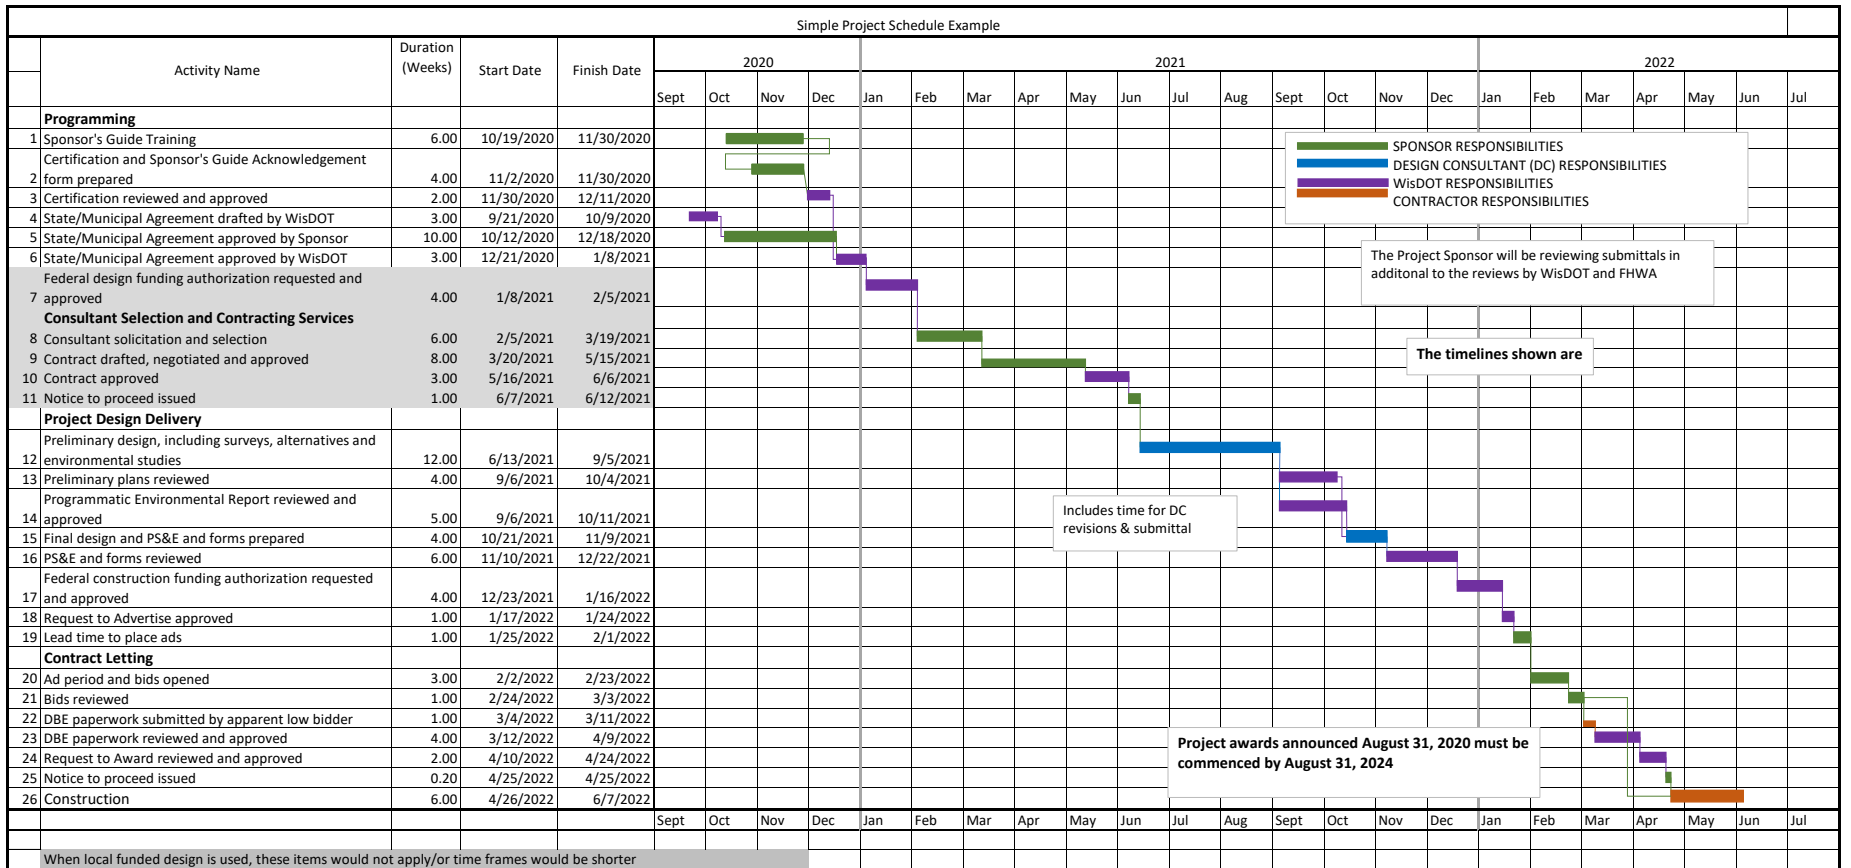 Simple Project Schedule Example
Activity Name
Duration
(Weeks)
Start Date
Finish Date
2020
2021
2022
Sept Oct Nov Dec Jan Feb Mar Apr May Jun Jul Aug Sept Oct Nov Dec Jan Feb Mar Apr May Jun Jul
Programming
1 Sponsor's Guide Training 6.00 10/19/2020 11/30/2020
Certification and Sponsor's Guide Acknowledgement
2 form prepared 4.00 11/2/2020 11/30/2020
3 Certification reviewed and approved 2.00 11/30/2020 12/11/2020
4 State/Municipal Agreement drafted by WisDOT 3.00 9/21/2020 10/9/2020
5 State/Municipal Agreement approved by Sponsor 10.00 10/12/2020 12/18/2020
6 State/Municipal Agreement approved by WisDOT 3.00 12/21/2020 1/8/2021
Federal design funding authorization requested and
7 approved 4.00 1/8/2021 2/5/2021
Consultant Selection and Contracting Services
8 Consultant solicitation and selection 6.00 2/5/2021 3/19/2021
9 Contract drafted, negotiated and approved 8.00 3/20/2021 5/15/2021
10 Contract approved 3.00 5/16/2021 6/6/2021
11 Notice to proceed issued 1.00 6/7/2021 6/12/2021
Project Design Delivery
Preliminary design, including surveys, alternatives and
12 environmental studies 12.00 6/13/2021 9/5/2021
13 Preliminary plans reviewed 4.00 9/6/2021 10/4/2021
Programmatic Environmental Report reviewed and
14 approved 5.00 9/6/2021 10/11/2021
15 Final design and PS&E and forms prepared 4.00 10/21/2021 11/9/2021
16 PS&E and forms reviewed 6.00 11/10/2021 12/22/2021
Federal construction funding authorization requested
17 and approved 4.00 12/23/2021 1/16/2022
18 Request to Advertise approved 1.00 1/17/2022 1/24/2022
19 Lead time to place ads 1.00 1/25/2022 2/1/2022
Contract Letting
20 Ad period and bids opened 3.00 2/2/2022 2/23/2022
21 Bids reviewed 1.00 2/24/2022 3/3/2022
22 DBE paperwork submitted by apparent low bidder 1.00 3/4/2022 3/11/2022
23 DBE paperwork reviewed and approved 4.00 3/12/2022 4/9/2022
24 Request to Award reviewed and approved 2.00 4/10/2022 4/24/2022
25 Notice to proceed issued 0.20 4/25/2022 4/25/2022
26 Construction 6.00 4/26/2022 6/7/2022
SPONSOR RESPONSIBILITIES
DESIGN CONSULTANT (DC) RESPONSIBILITIES
WisDOT RESPONSIBILITIES
CONTRACTOR RESPONSIBILITIES
The Project Sponsor will be reviewing submittals in
additonal to the reviews by WisDOT and FHWA
The timelines shown are
Includes time for DC
revisions & submittal
Project awards announced August 31, 2020 must be
commenced by August 31, 2024
Sept Oct Nov Dec Jan Feb Mar Apr May Jun Jul Aug Sept Oct Nov Dec Jan Feb Mar Apr May Jun Jul
When local funded design is used, these items would not apply/or time frames would be shorter